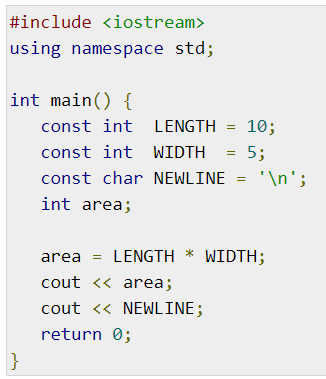 #include <iostream>
using namespace std;

int main() {
   const int  LENGTH = 10;
   const int  WIDTH  = 5;
   const char NEWLINE = '\n';
   int area;

   area = LENGTH * WIDTH;
   cout << area;
   cout << NEWLINE;
   return 0;
}